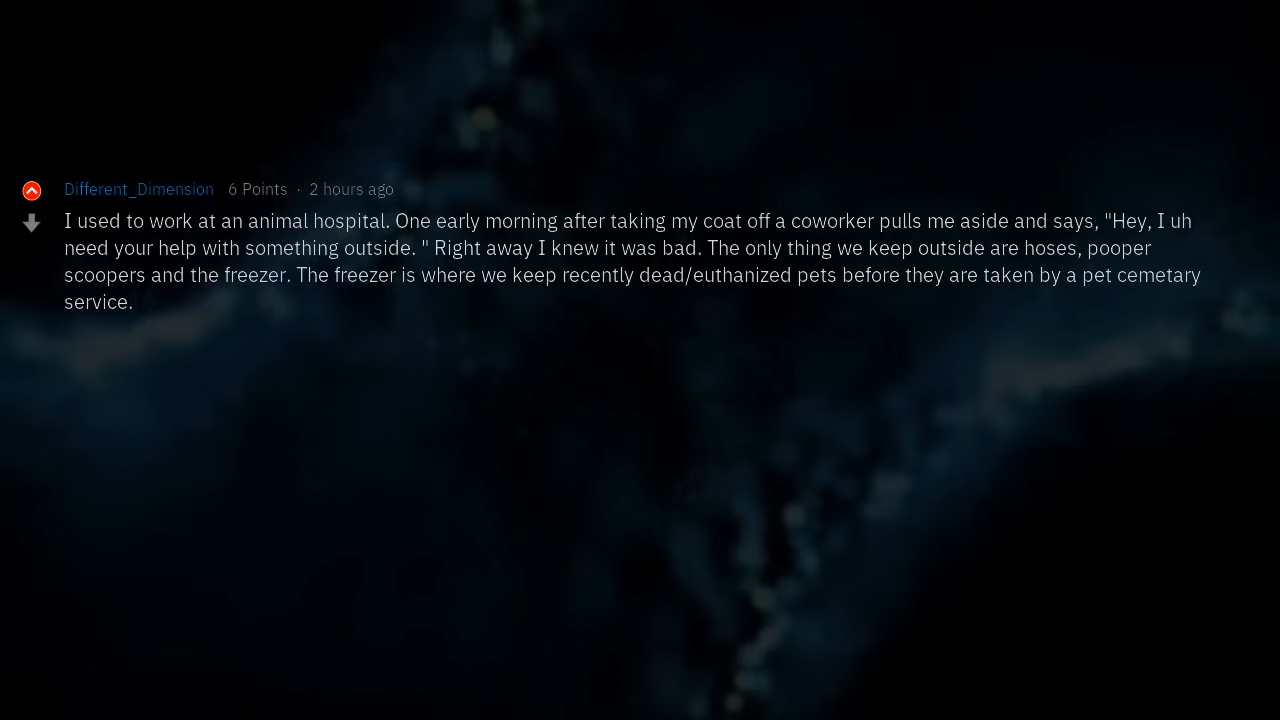 Different_Dimension 6 Points · 2 hours ago
I used to work at an animal hospital. One early morning after taking my coat off a coworker pulls me aside and says, "Hey, I uh
need your help with something outside. " Right away I knew it was bad. The only thing we keep outside are hoses, pooper
scoopers and the freezer. The freezer is where we keep recently dead/euthanized pets before they are taken by a pet cemetary
service.